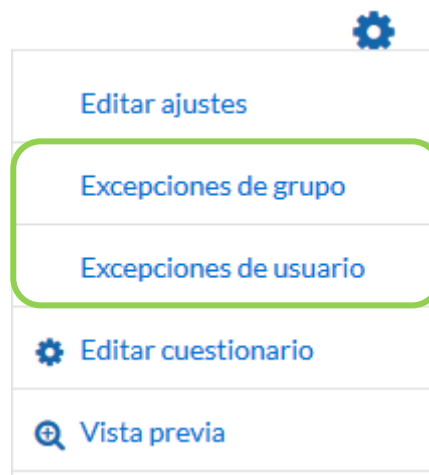 Editar ajustes
Excepciones de grupo
Excepciones de usuario
Editar cuestionario
Vista previa